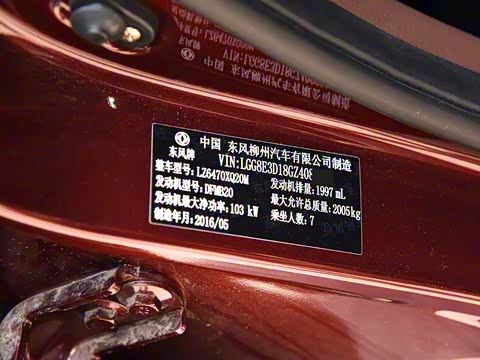 中国 东风柳州汽车有限公司制造
东风牌 VIN:LGG8E3D18GZ408
整车型号: LZ6470XQ20M 发动机排量: 1997 mL
发动机型号: DFMB20 最大允许总质量: 2005kg
发动机最大净功率: 103 kW 乘坐人数: 7
制造年月: 2016/05